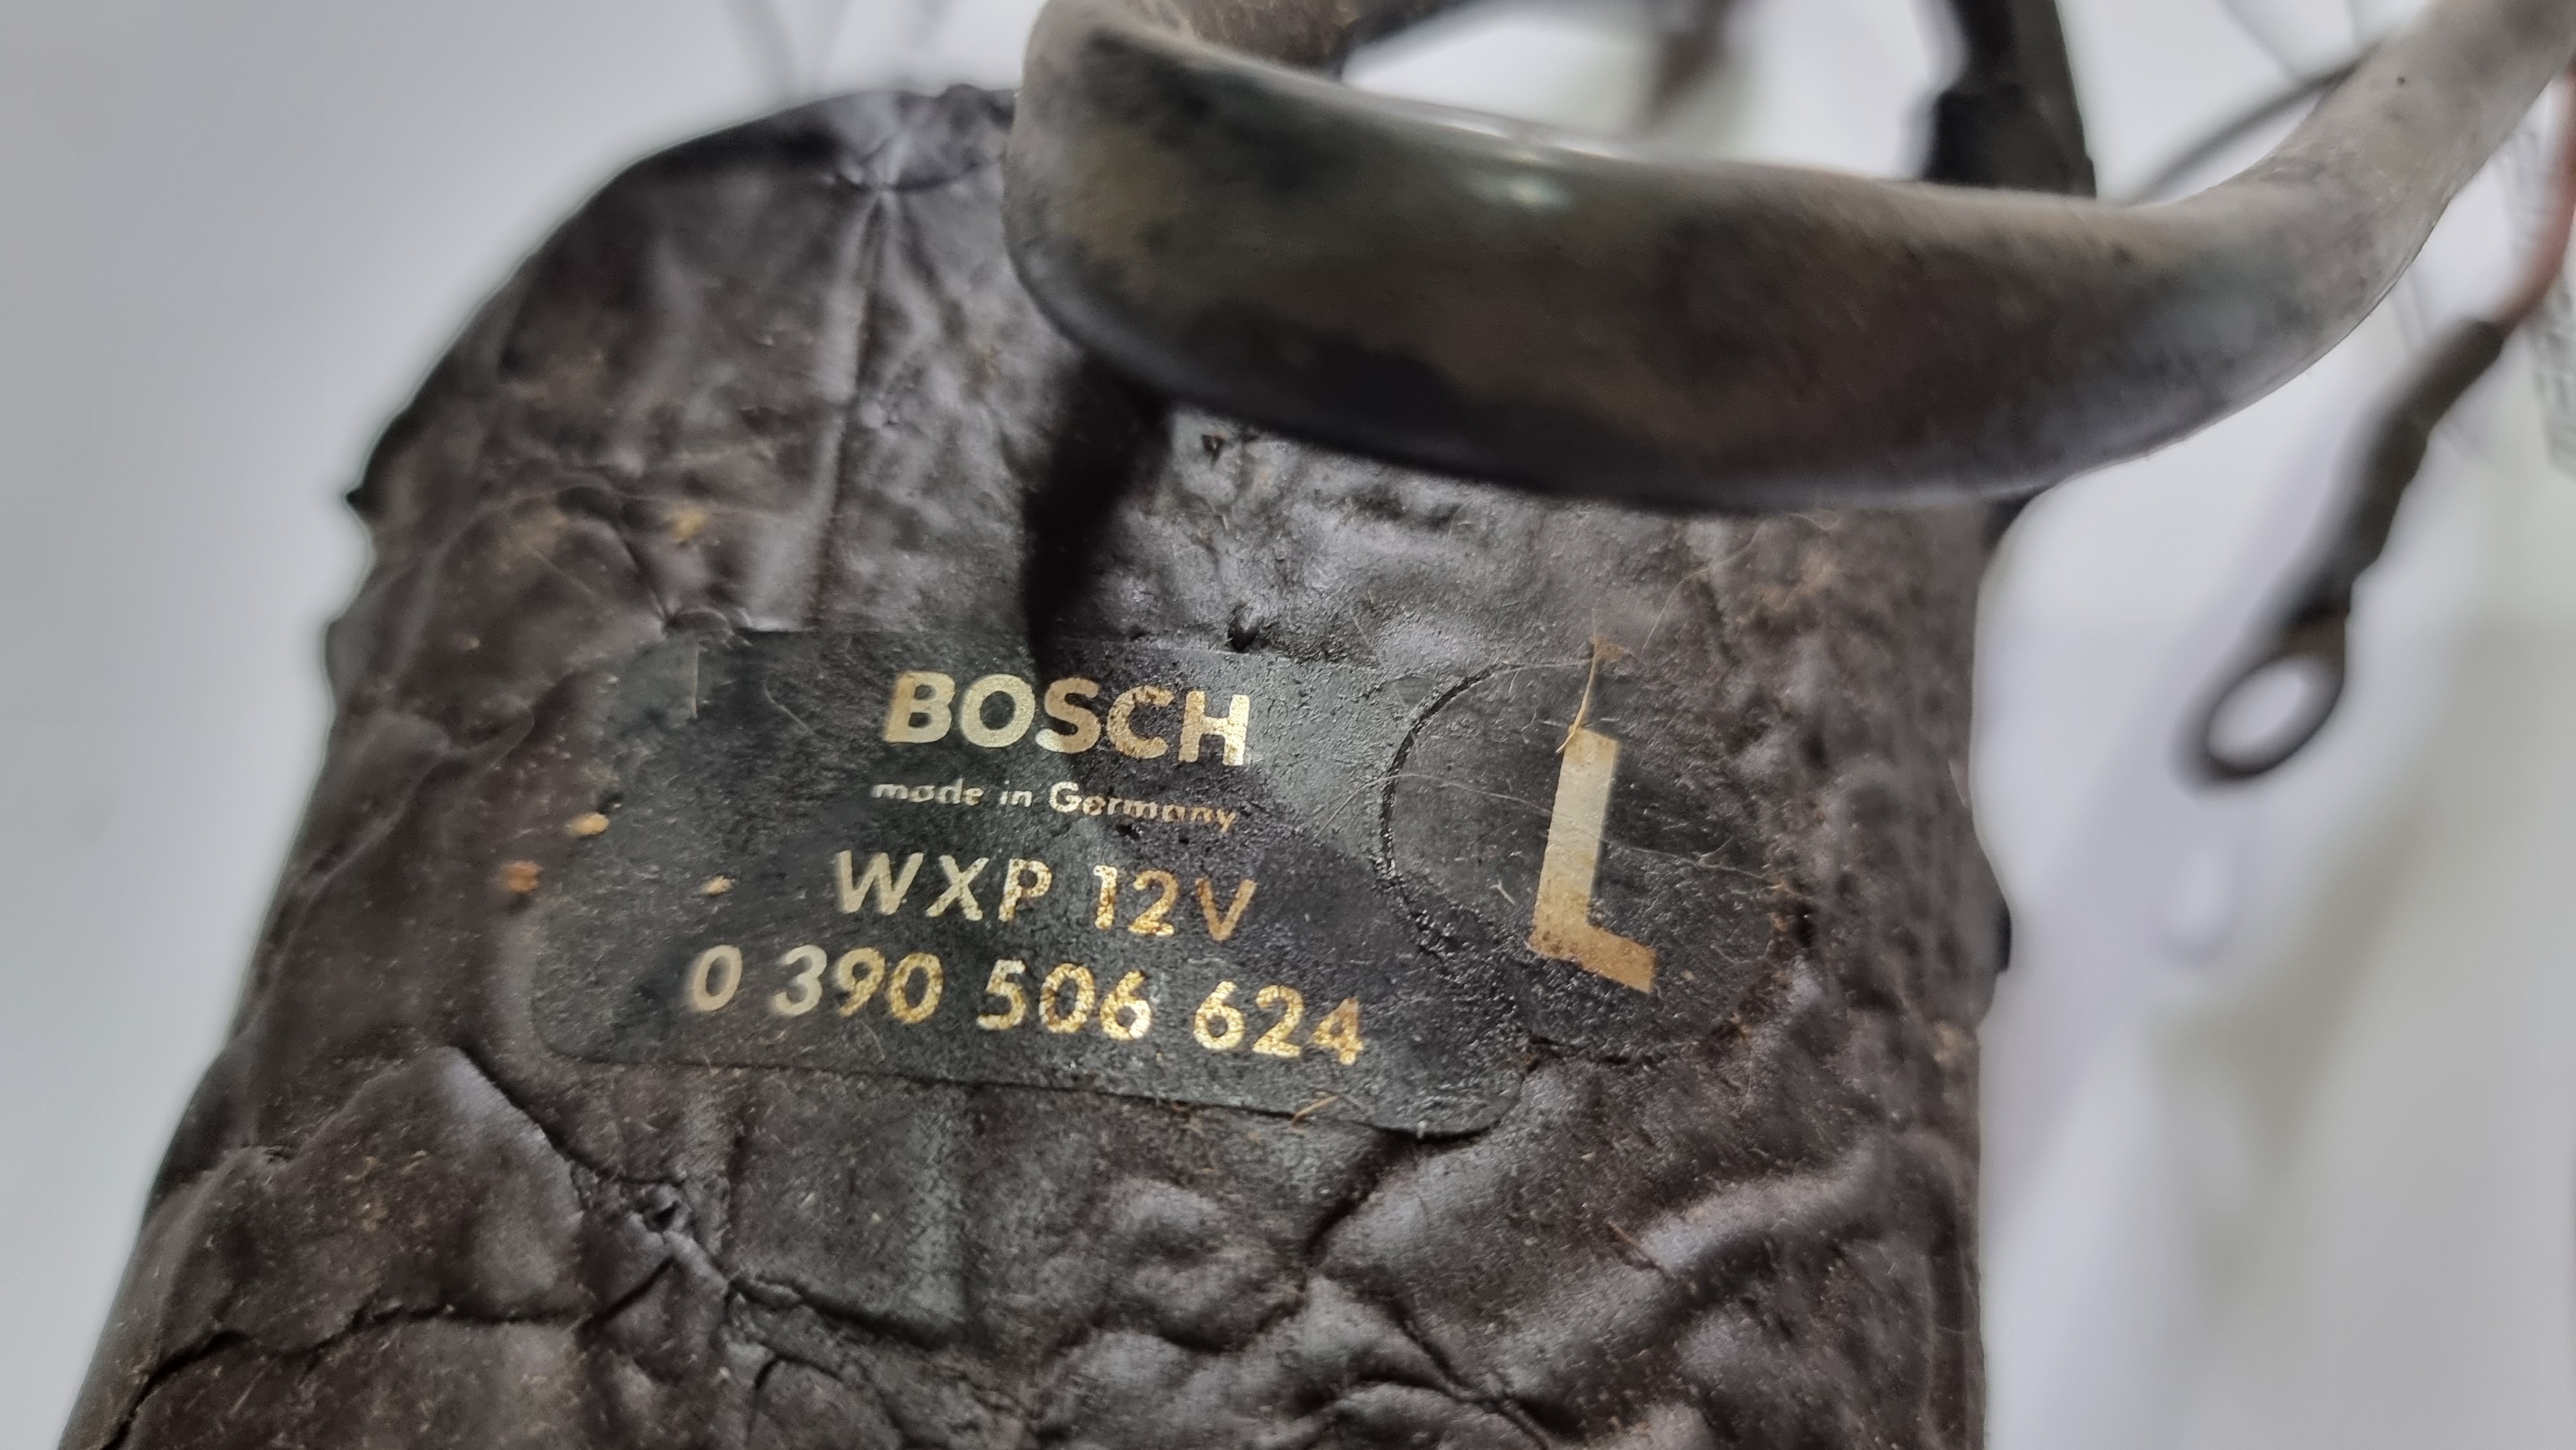 BOSCH
made in Germany
WXP 12V
0 390 506 624
L